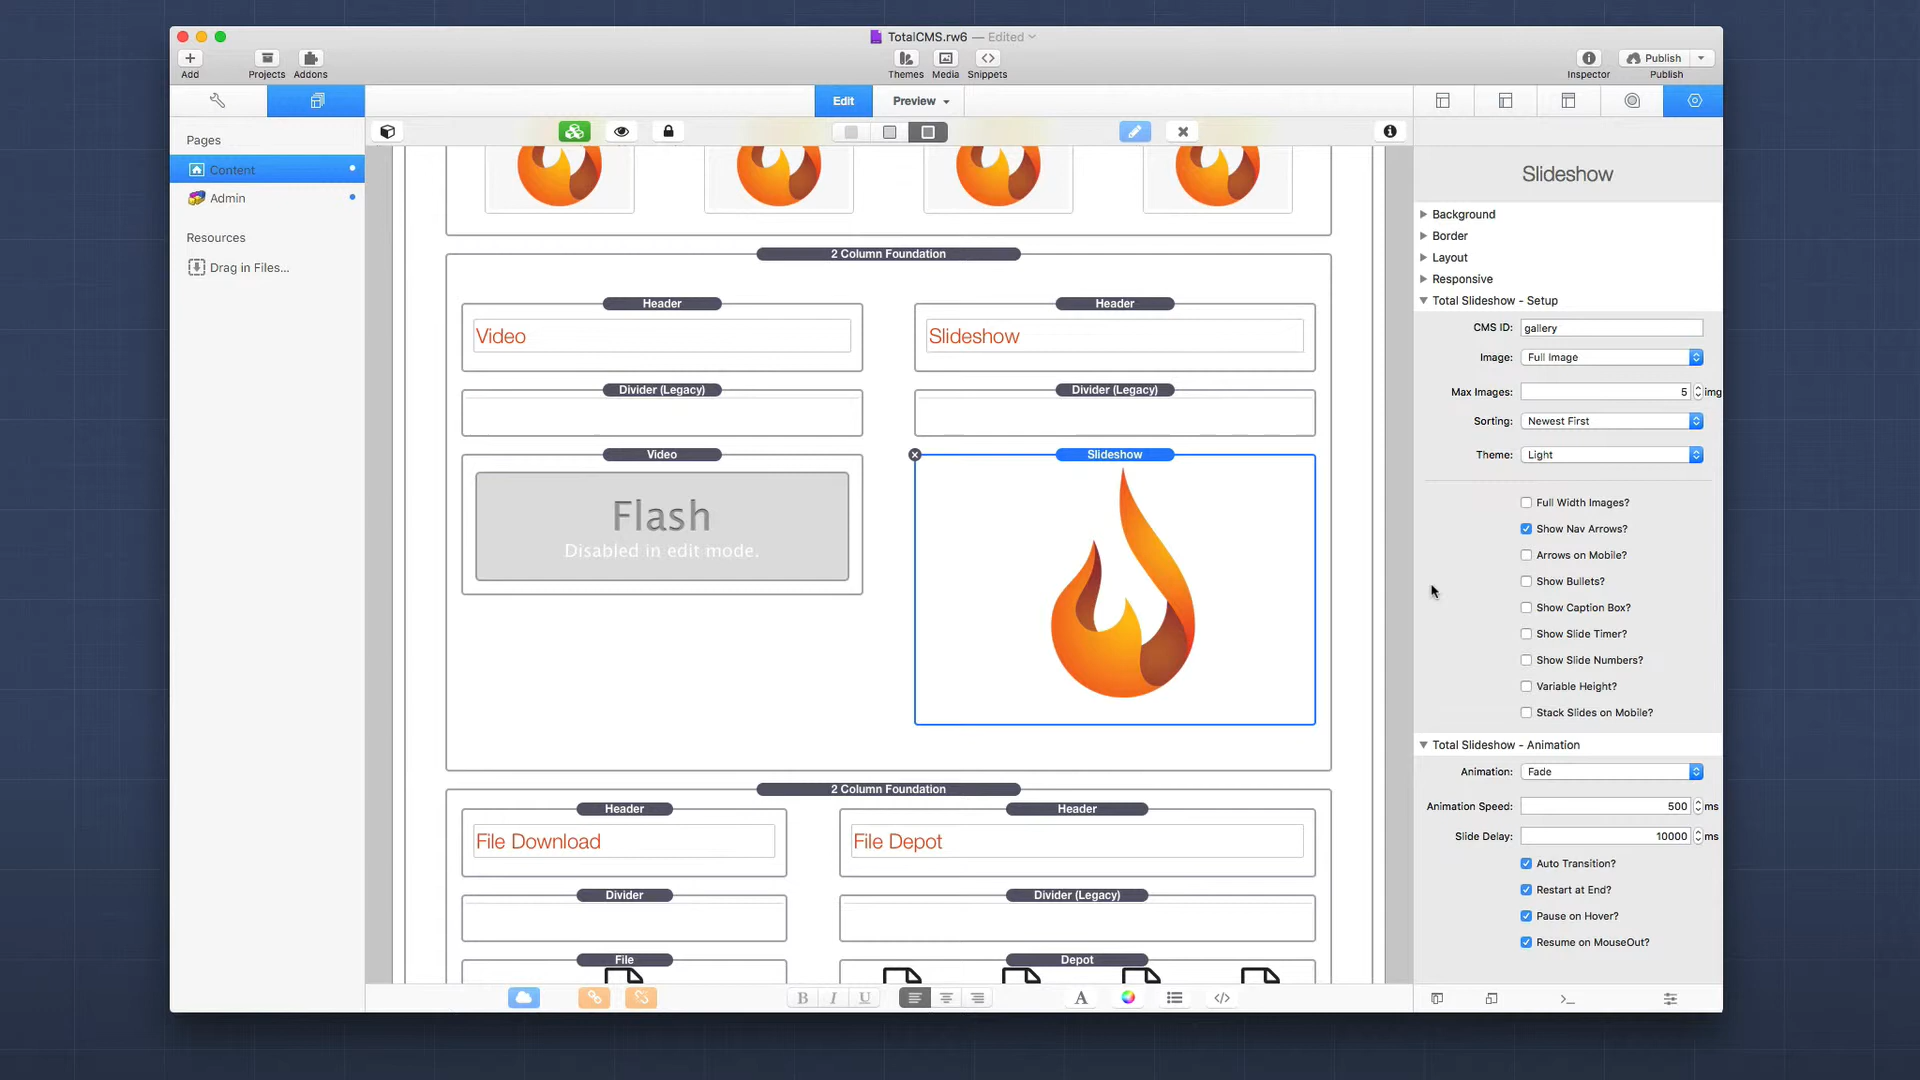 TotalCMS.rw6 — Edited
Add
Projects
Addons
Themes
Media
Snippets
Inspector
Publish
Publish
Edit
Preview
Pages
Content
Admin
Resources
Drag in Files...
2 Column Foundation
Header
Video
Divider (Legacy)
Video
Flash
Disabled in edit mode.
Header
Slideshow
Divider (Legacy)
Slideshow
2 Column Foundation
Header
File Download
Divider
File
Header
File Depot
Divider (Legacy)
Depot
B I U
A
Slideshow
Background
Border
Layout
Responsive
Total Slideshow - Setup
CMS ID: gallery
Image: Full Image
Max Images: 5 img
Sorting: Newest First
Theme: Light
Full Width Images?
Show Nav Arrows?
Arrows on Mobile?
Show Bullets?
Show Caption Box?
Show Slide Timer?
Show Slide Numbers?
Variable Height?
Stack Slides on Mobile?
Total Slideshow - Animation
Animation: Fade
Animation Speed: 500 ms
Slide Delay: 10000 ms
Auto Transition?
Restart at End?
Pause on Hover?
Resume on MouseOut?